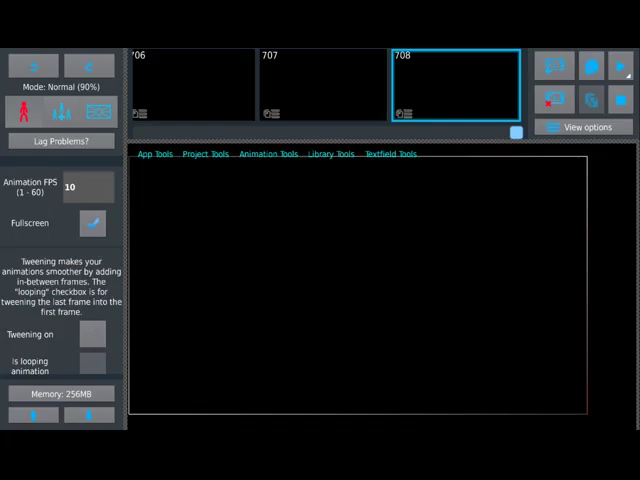 706
707
708
Mode: Normal (90%)
Lag Problems?
View options
App Tools Project Tools Animation Tools Library Tools Textfield Tools
Animation FPS
(1 - 60)
10
Fullscreen
Tweening makes your
animations smoother by adding
in-between frames. The
"looping" checkbox is for
tweening the last frame into the
first frame.
Tweening on
Is looping
animation
Memory: 256MB